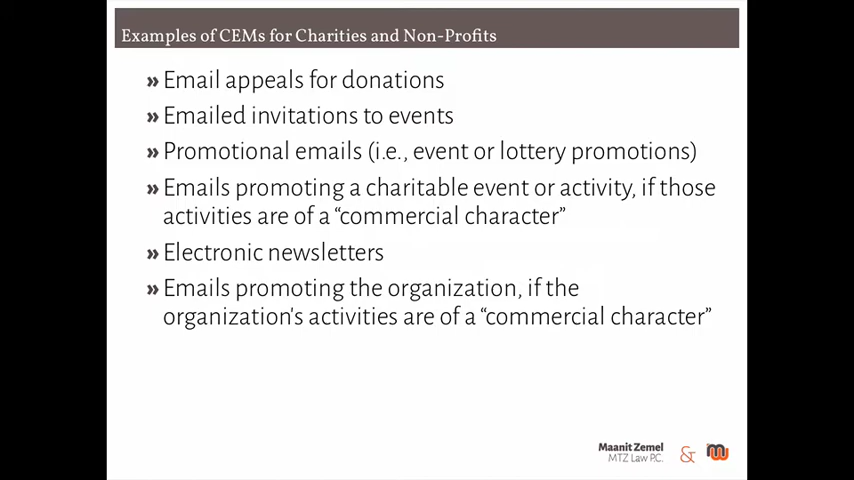 Examples of CEMs for Charities and Non-Profits
» Email appeals for donations
» Emailed invitations to events
» Promotional emails (i.e., event or lottery promotions)
» Emails promoting a charitable event or activity, if those
activities are of a “commercial character”
» Electronic newsletters
» Emails promoting the organization, if the
organization's activities are of a “commercial character”
Maanit Zemel
MTZ Law P.C.
&